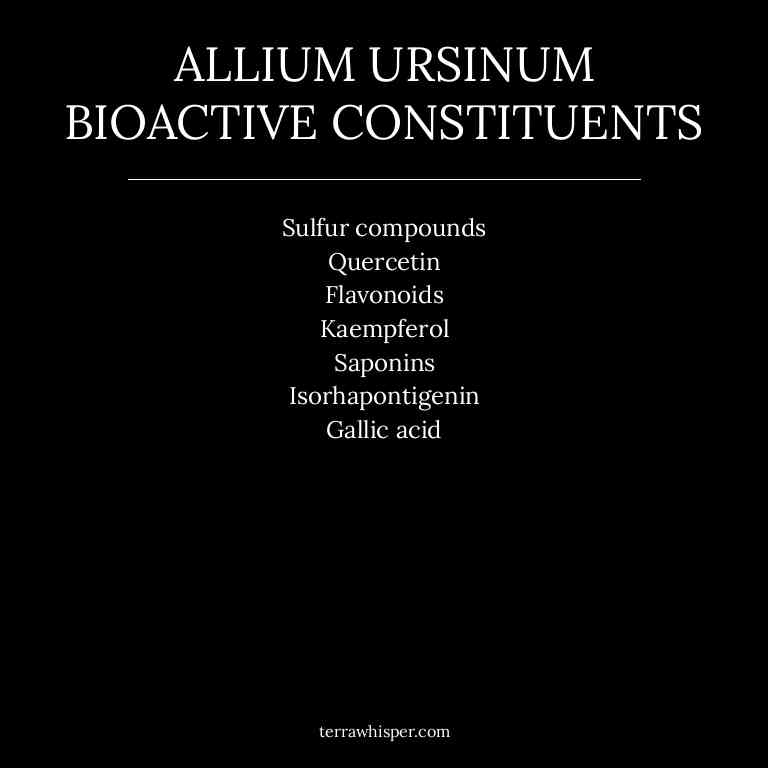 ALLIUM URSINUM
BIOACTIVE CONSTITUENTS
Sulfur compounds
Quercetin
Flavonoids
Kaempferol
Saponins
Isorhapontigenin
Gallic acid
terrawhisper.com